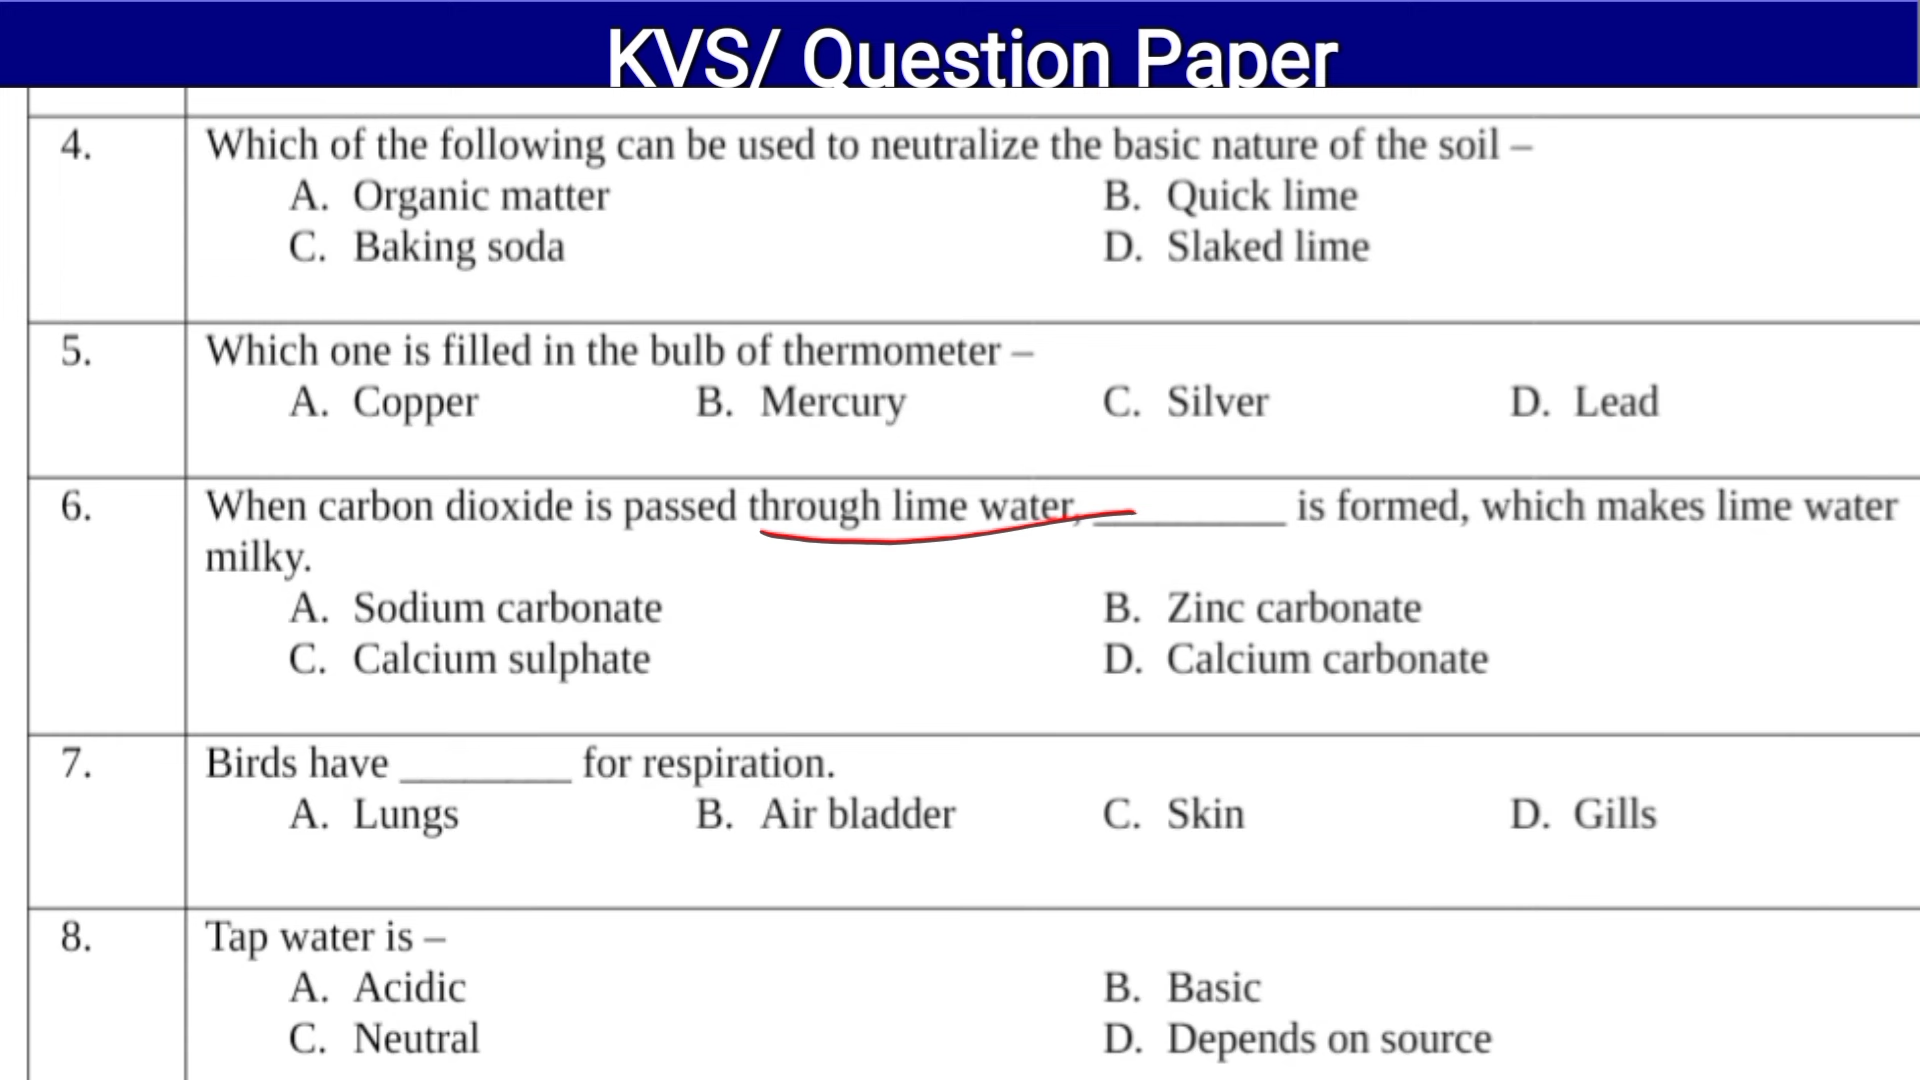 KVS/ Question Paper
4. Which of the following can be used to neutralize the basic nature of the soil –
A. Organic matter B. Quick lime
C. Baking soda D. Slaked lime
5. Which one is filled in the bulb of thermometer –
A. Copper B. Mercury C. Silver D. Lead
6. When carbon dioxide is passed through lime water, _________ is formed, which makes lime water
milky.
A. Sodium carbonate B. Zinc carbonate
C. Calcium sulphate D. Calcium carbonate
7. Birds have ________ for respiration.
A. Lungs B. Air bladder C. Skin D. Gills
8. Tap water is –
A. Acidic B. Basic
C. Neutral D. Depends on source